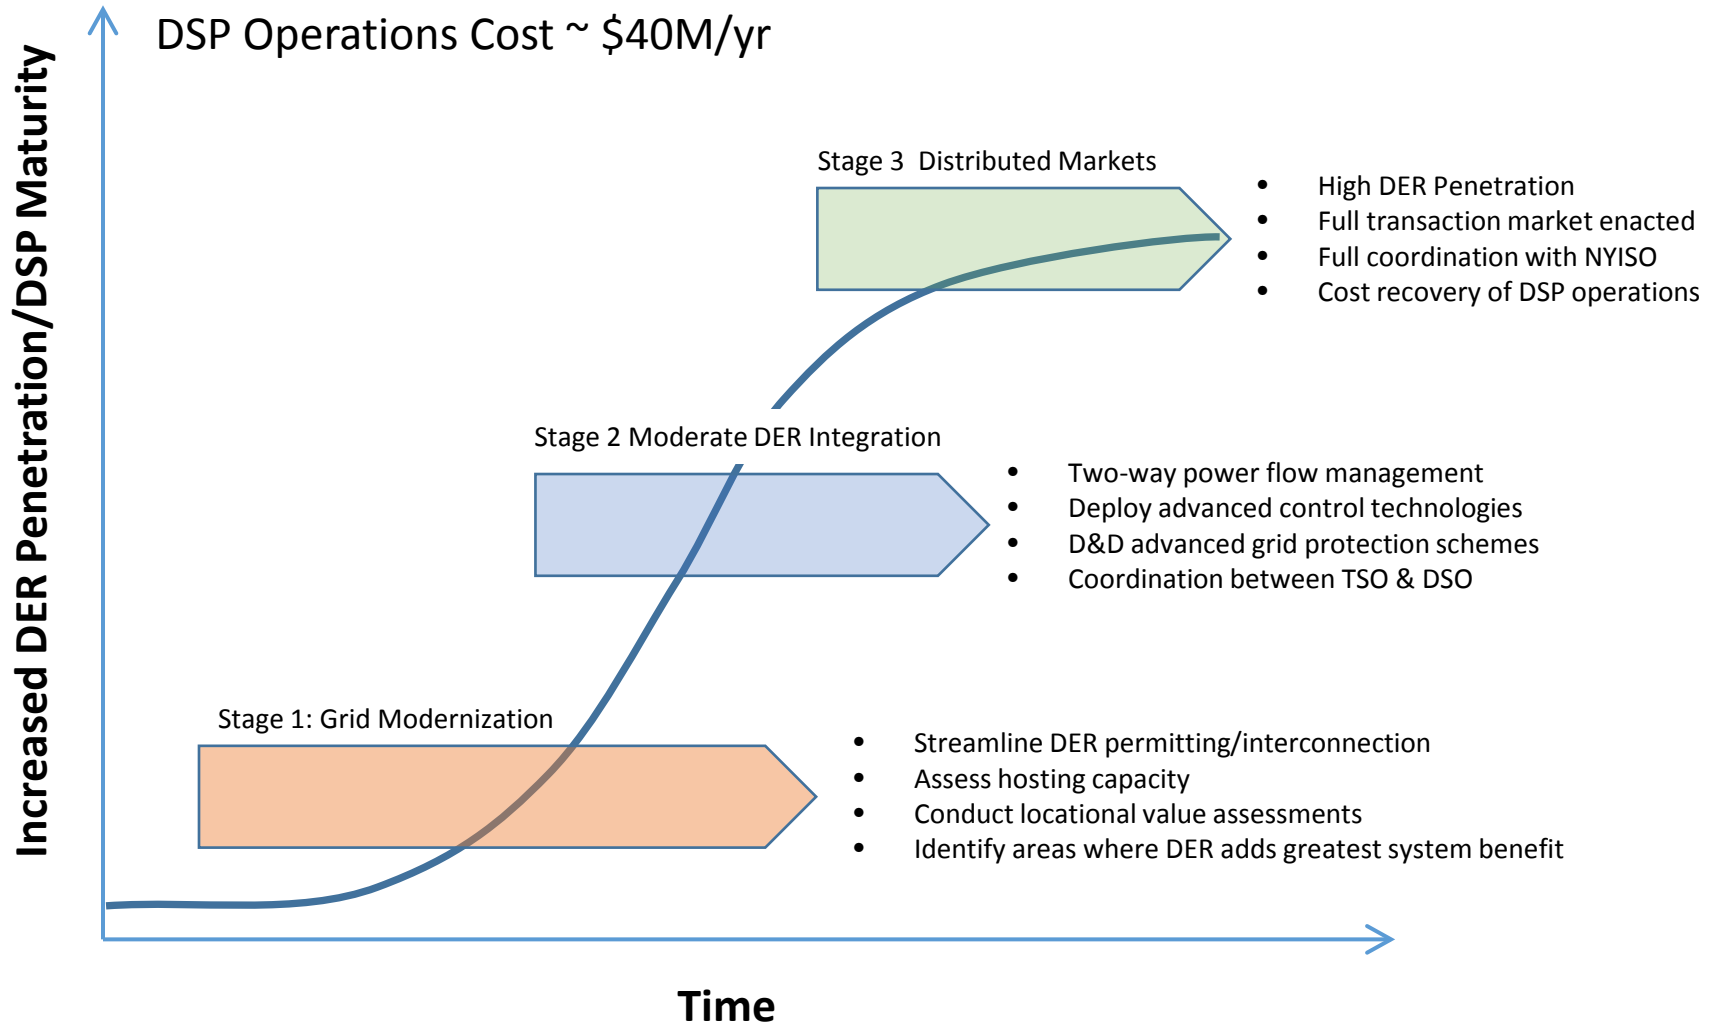 DSP Operations Cost ~ $40M/yr
Increased DER Penetration/DSP Maturity
Stage 3  Distributed Markets
• High DER Penetration
• Full transaction market enacted
• Full coordination with NYISO
• Cost recovery of DSP operations
Stage 2 Moderate DER Integration
• Two-way power flow management
• Deploy advanced control technologies
• D&D advanced grid protection schemes
• Coordination between TSO & DSO
Stage 1: Grid Modernization
• Streamline DER permitting/interconnection
• Assess hosting capacity
• Conduct locational value assessments
• Identify areas where DER adds greatest system benefit
Time